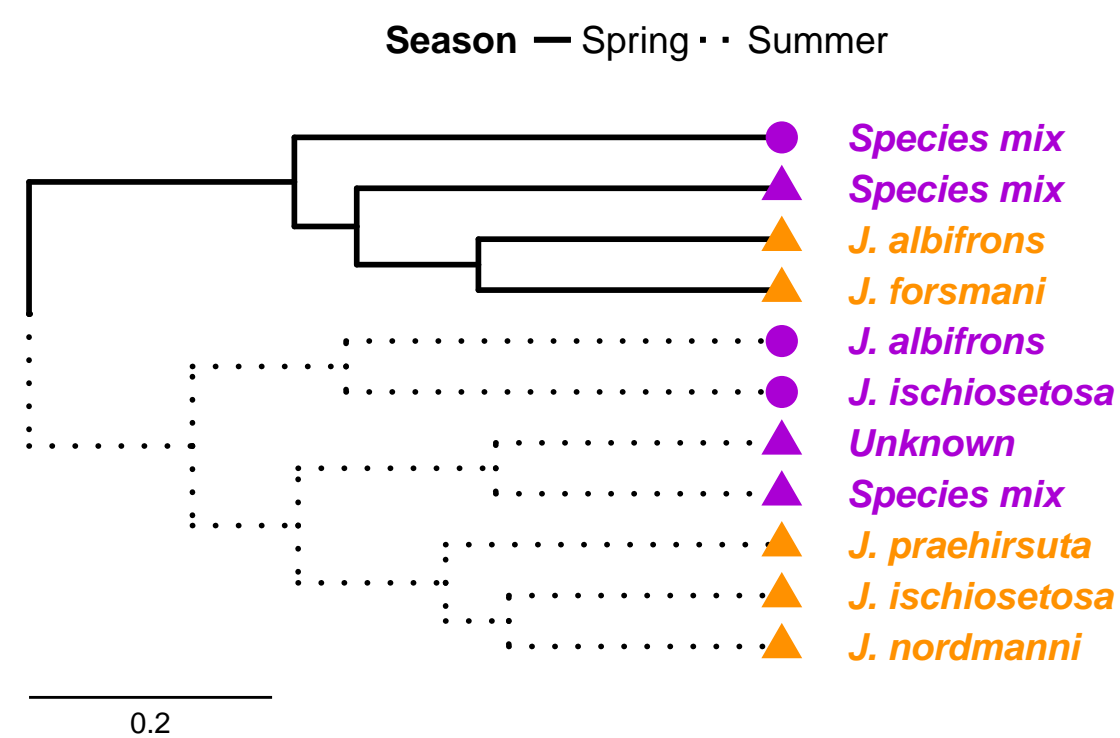 Season Spring Summer
Species mix
Species mix
J. albifrons
J. forsmani
J. albifrons
J. ischiosetosa
Unknown
Species mix
J. praehirsuta
J. ischiosetosa
J. nordmanni
0.2